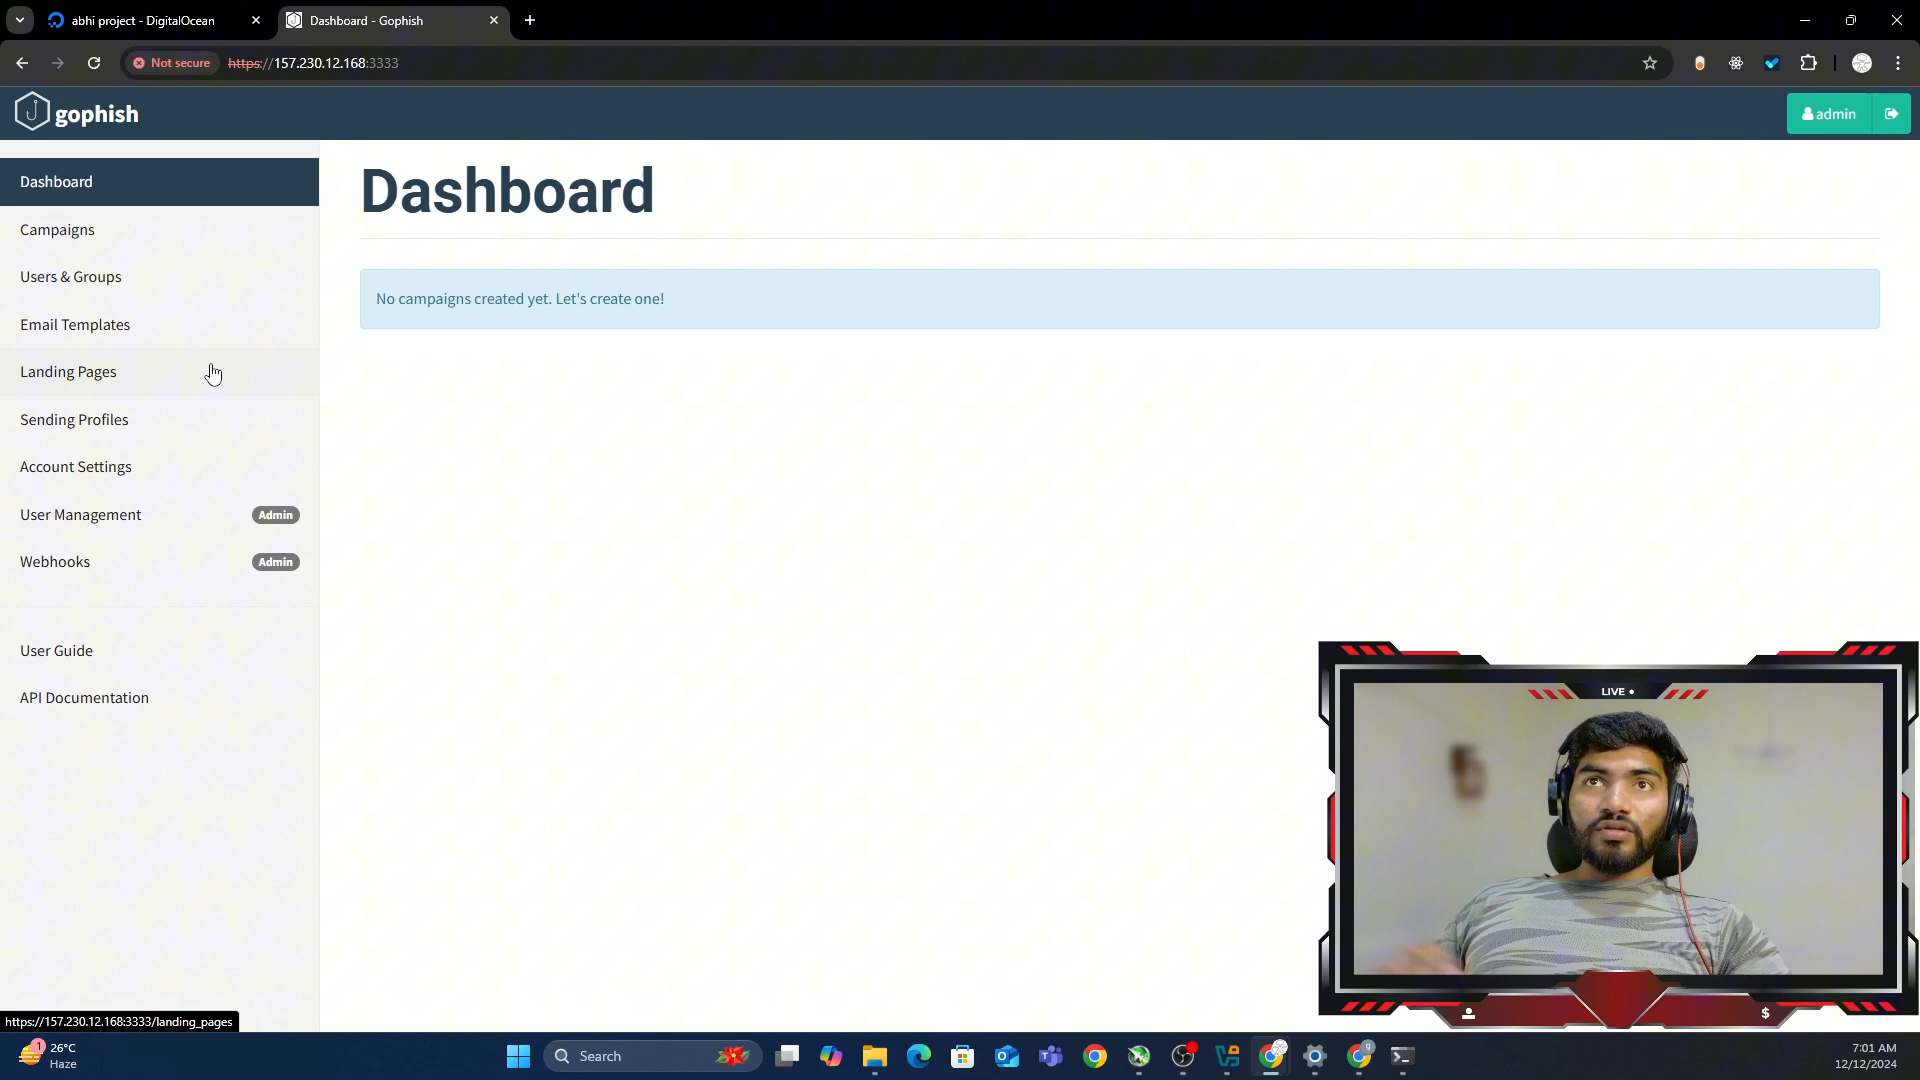 abhi project - DigitalOcean
Dashboard - Gophish
Not secure
https://157.230.12.168:3333
gophish
admin
Dashboard
Campaigns
Users & Groups
Email Templates
Landing Pages
Sending Profiles
Account Settings
User Management
Admin
Webhooks
Admin
User Guide
API Documentation
Dashboard
No campaigns created yet. Let's create one!
LIVE
$
https://157.230.12.168:3333/landing_pages
1
26°C
Haze
Search
7:01 AM
12/12/2024